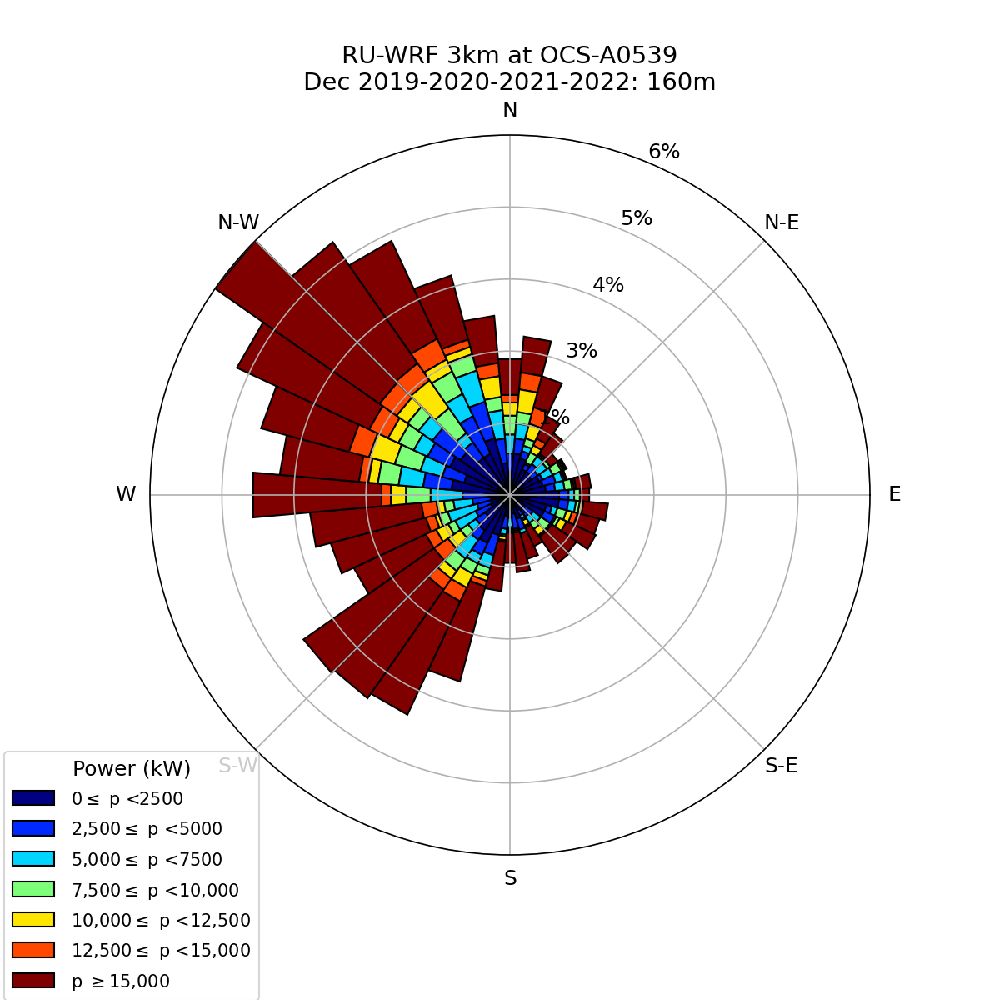 RU-WRF 3km at OCS-A0539
Dec 2019-2020-2021-2022: 160m
N
6%
5%
N-W
N-E
4%
3%
%
W
E
S-W
S-E
S
Power (kW)
0≤ p <2500
2,500≤ p <5000
5,000≤ p <7500
7,500≤ p <10,000
10,000≤ p <12,500
12,500≤ p <15,000
p ≥15,000